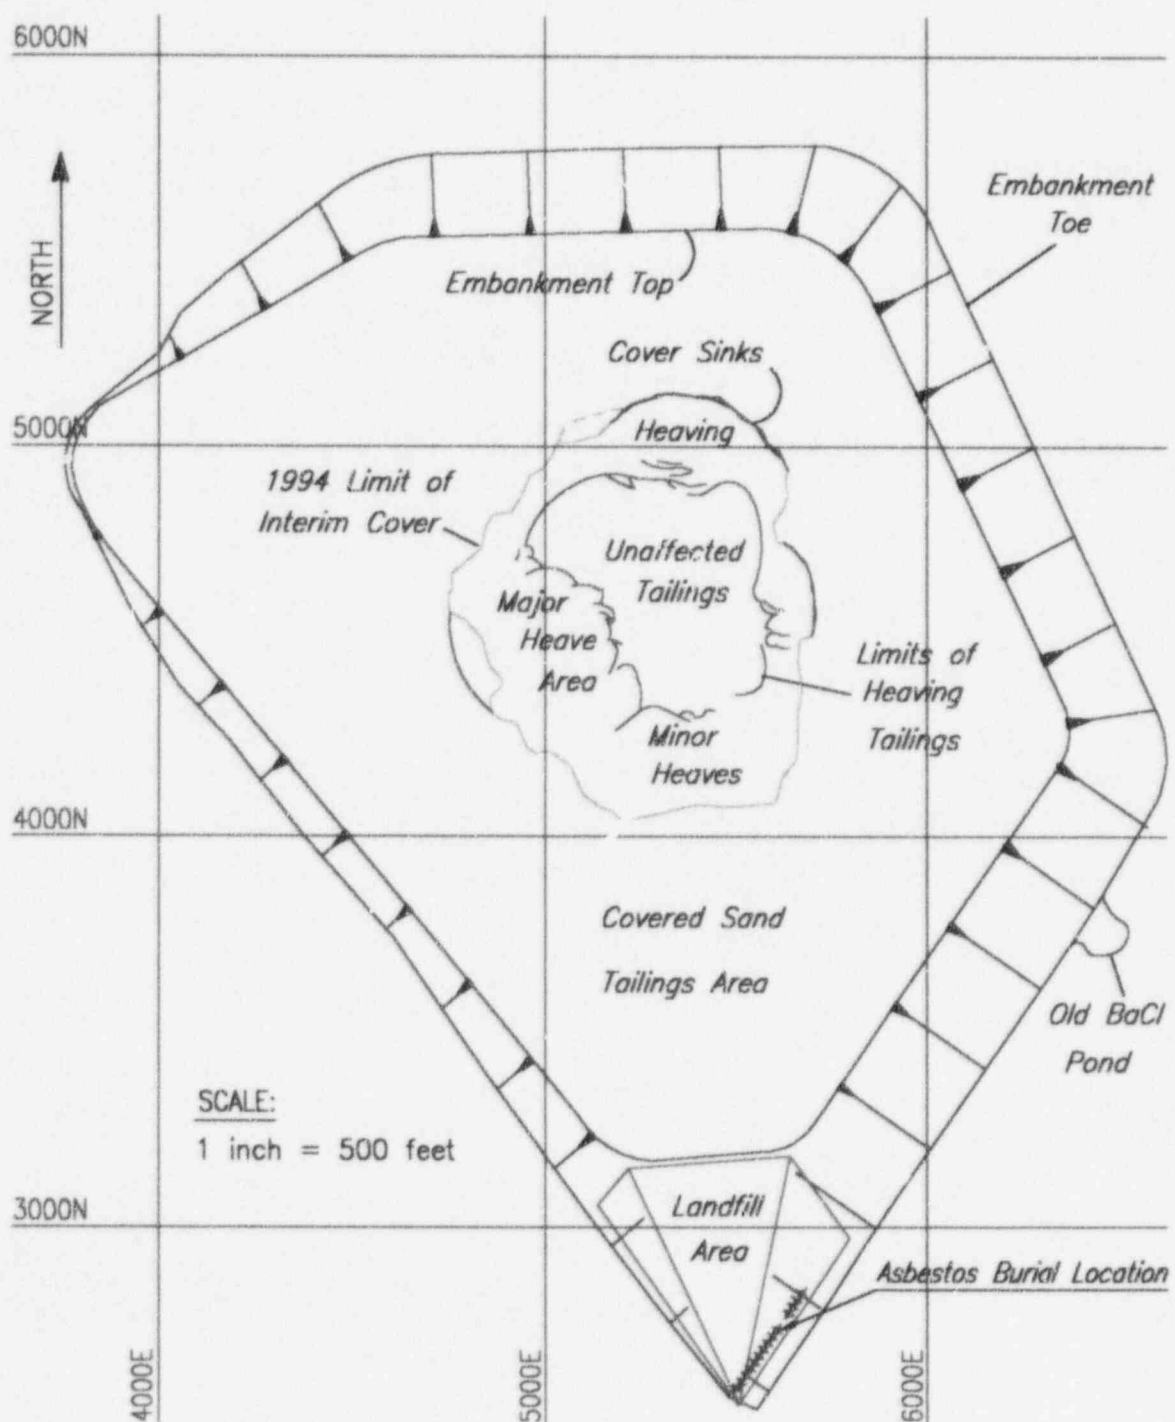 6000N
NORTH
Embankment
Toe
Embankment Top
Cover Sinks
5000N
Heaving
1994 Limit of
Interim Cover
Unaffected
Tailings
Major
Heave
Area
Limits of
Heaving
Tailings
Minor
Heaves
4000N
Covered Sand
Tailings Area
Old BaCl
Pond
SCALE:
1 inch = 500 feet
3000N
Landfill
Area
Asbestos Burial Location
4000E
5000E
6000E